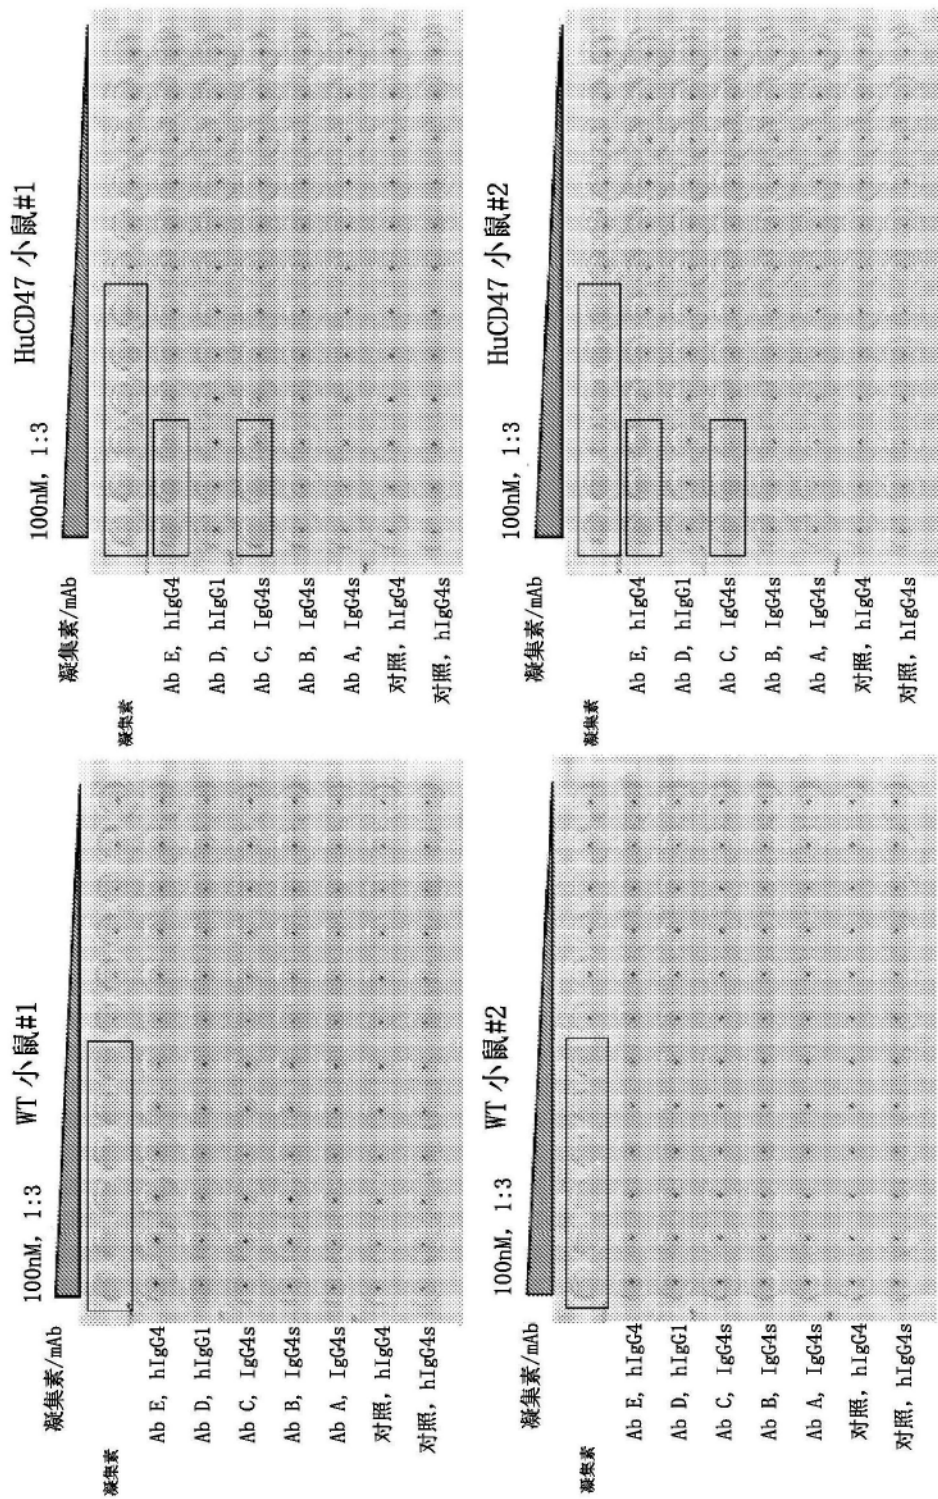 WT 小鼠#1
100nM, 1:3
凝集素/mAb
凝集素
Ab E, hIgG4
Ab D, hIgG1
Ab C, IgG4s
Ab B, IgG4s
Ab A, IgG4s
对照, hIgG4
对照, hIgG4s
HuCD47 小鼠#1
100nM, 1:3
凝集素/mAb
凝集素
Ab E, hIgG4
Ab D, hIgG1
Ab C, IgG4s
Ab B, IgG4s
Ab A, IgG4s
对照, hIgG4
对照, hIgG4s
WT 小鼠#2
100nM, 1:3
凝集素/mAb
凝集素
Ab E, hIgG4
Ab D, hIgG1
Ab C, IgG4s
Ab B, IgG4s
Ab A, IgG4s
对照, hIgG4
对照, hIgG4s
HuCD47 小鼠#2
100nM, 1:3
凝集素/mAb
凝集素
Ab E, hIgG4
Ab D, hIgG1
Ab C, IgG4s
Ab B, IgG4s
Ab A, IgG4s
对照, hIgG4
对照, hIgG4s